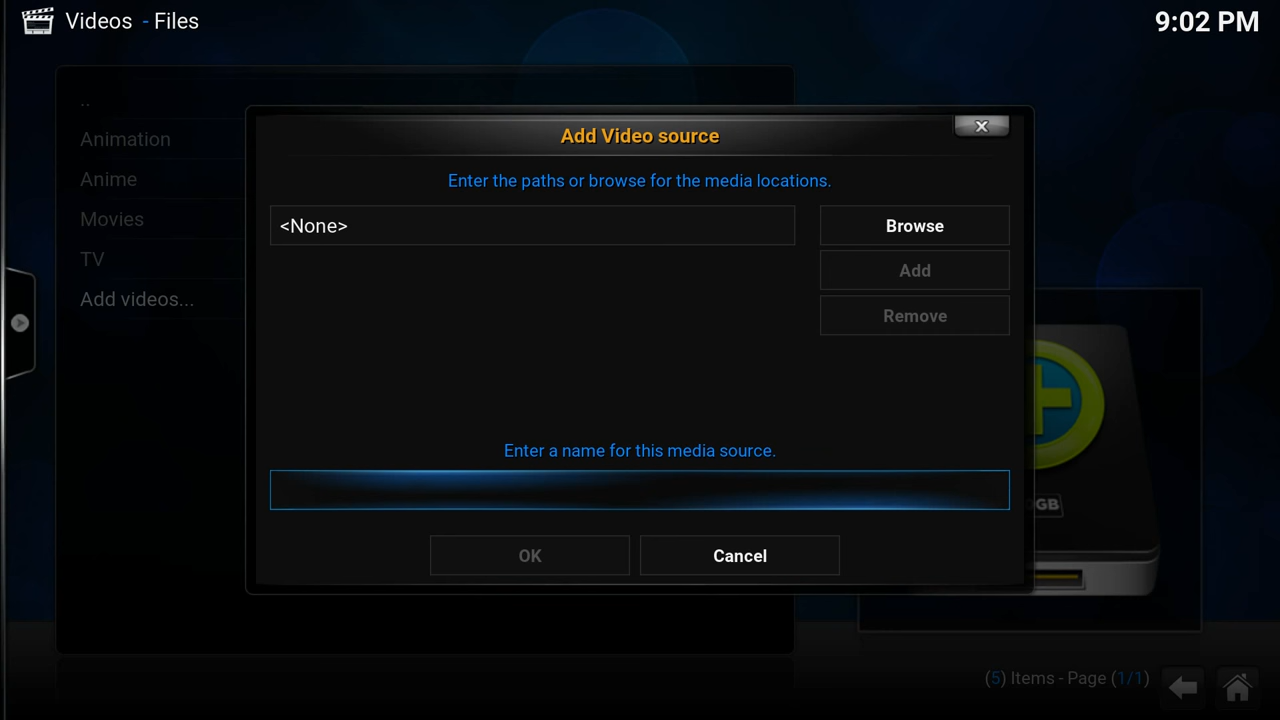 Videos - Files
9:02 PM
..
Animation
Anime
Movies
TV
Add videos...
Add Video source
X
Enter the paths or browse for the media locations.
<None>
Browse
Add
Remove
Enter a name for this media source.
OK
Cancel
GB
(5) Items - Page (1/1)